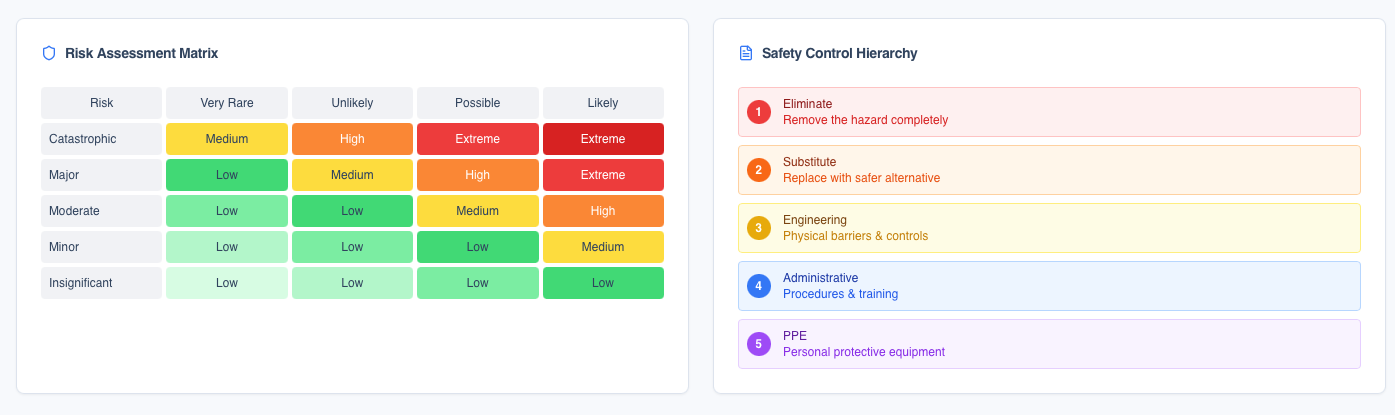 Risk Assessment Matrix
Risk Very Rare Unlikely Possible Likely
Catastrophic Medium High Extreme Extreme
Major Low Medium High Extreme
Moderate Low Low Medium High
Minor Low Low Low Medium
Insignificant Low Low Low Low
Safety Control Hierarchy
1 Eliminate
Remove the hazard completely
2 Substitute
Replace with safer alternative
3 Engineering
Physical barriers & controls
4 Administrative
Procedures & training
5 PPE
Personal protective equipment